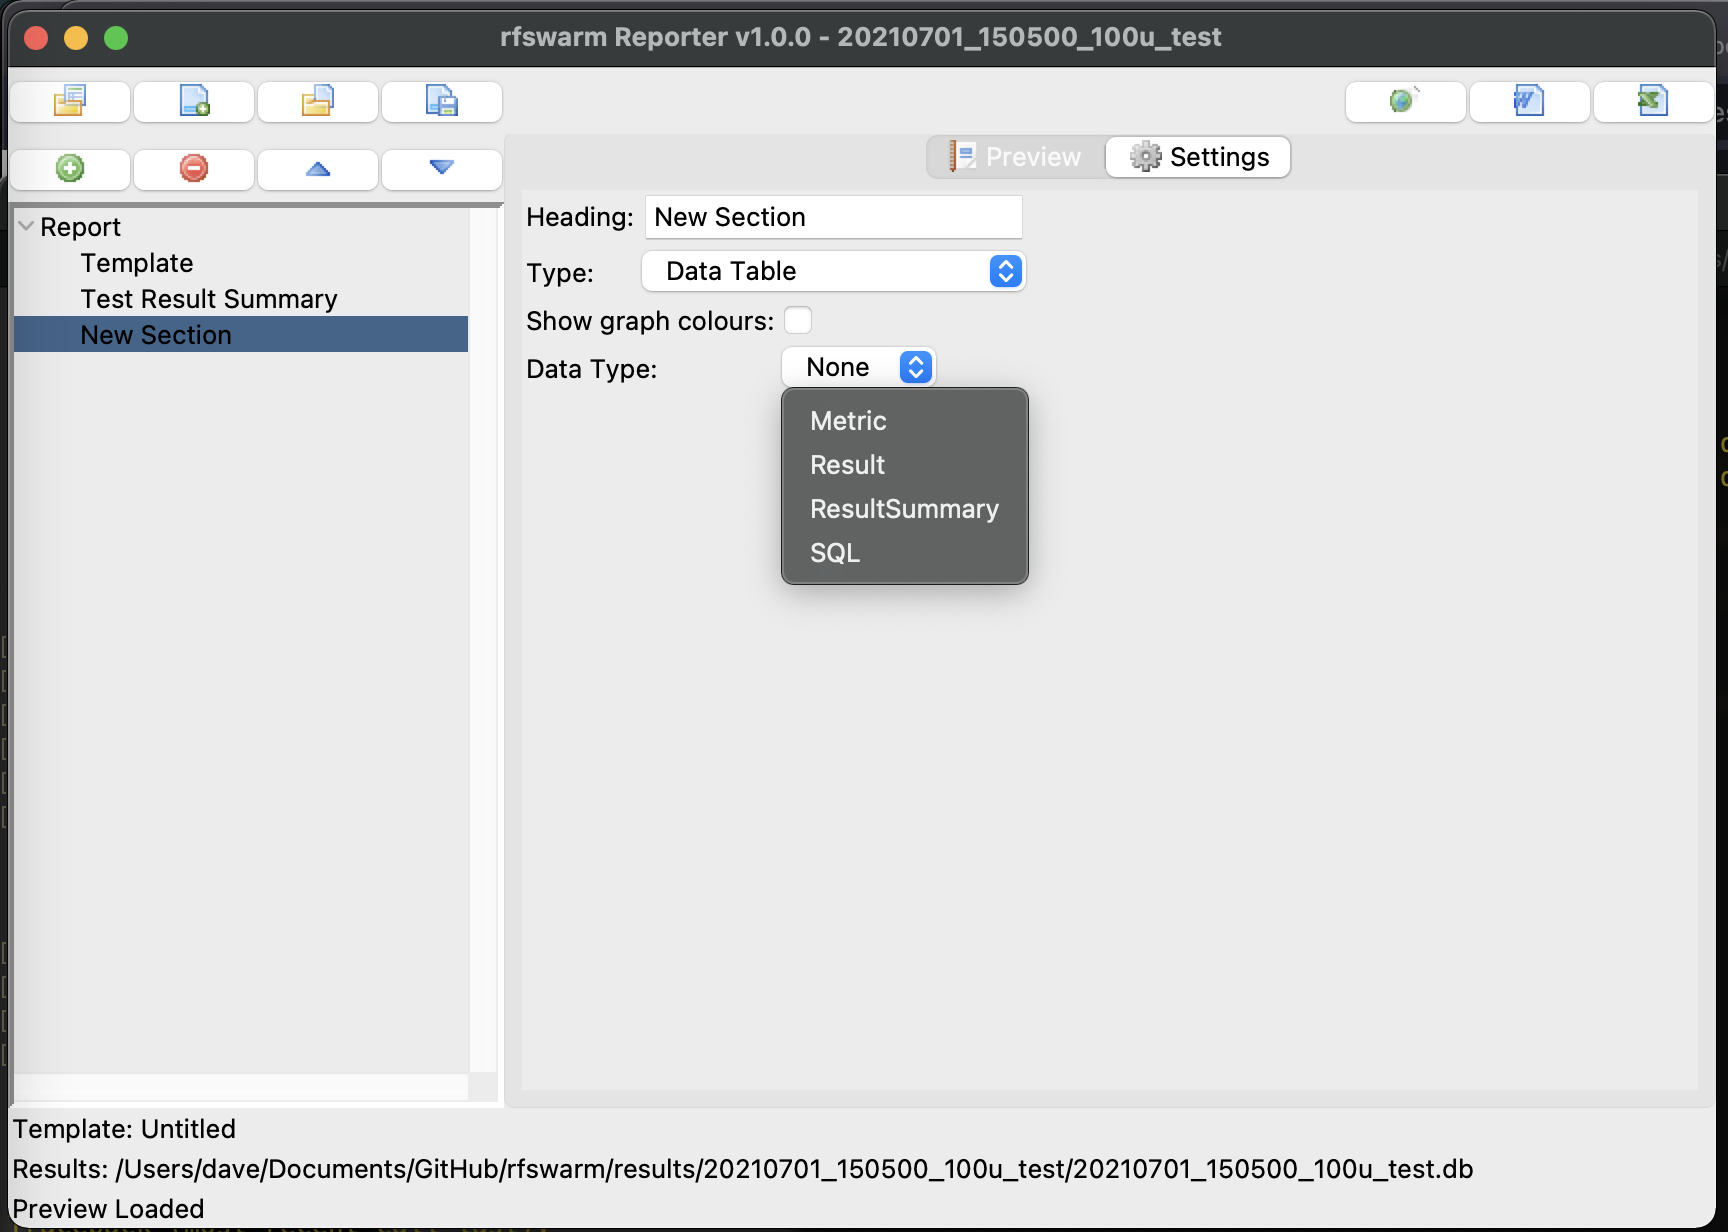 rfswarm Reporter v1.0.0 - 20210701_150500_100u_test
Preview
Settings
Report
Template
Test Result Summary
New Section
Heading: New Section
Type: Data Table
Show graph colours:
Data Type: None
Metric
Result
ResultSummary
SQL
Template: Untitled
Results: /Users/dave/Documents/GitHub/rfswarm/results/20210701_150500_100u_test/20210701_150500_100u_test.db
Preview Loaded